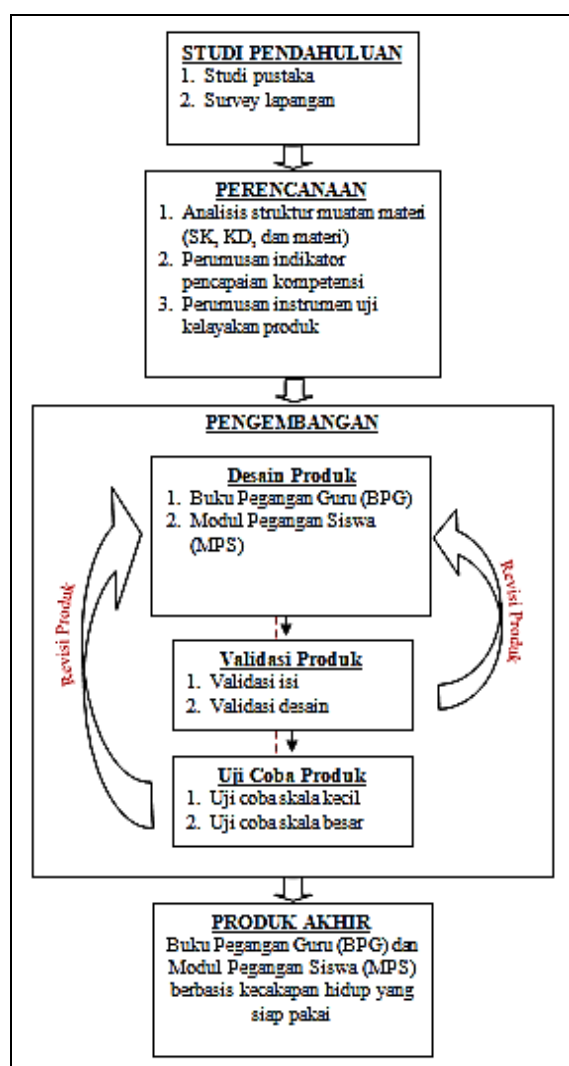 STUDI PENDAHULUAN
1. Studi pustaka
2. Survey lapangan
PERENCANAAN
1. Analisis struktur muatan materi
(SK, KD, dan materi)
2. Perumusan indikator
pencapaian kompetensi
3. Perumusan instrumen uji
kelayakan produk
PENGEMBANGAN
Desain Produk
1. Buku Pegangan Guru (BPG)
2. Modul Pegangan Siswa
(MPS)
Revisi Produk
Revisi Produk
Validasi Produk
1. Validasi isi
2. Validasi desain
Uji Coba Produk
1. Uji coba skala kecil
2. Uji coba skala besar
PRODUK AKHIR
Buku Pegangan Guru (BPG) dan
Modul Pegangan Siswa (MPS)
berbasis kecakapan hidup yang
siap pakai